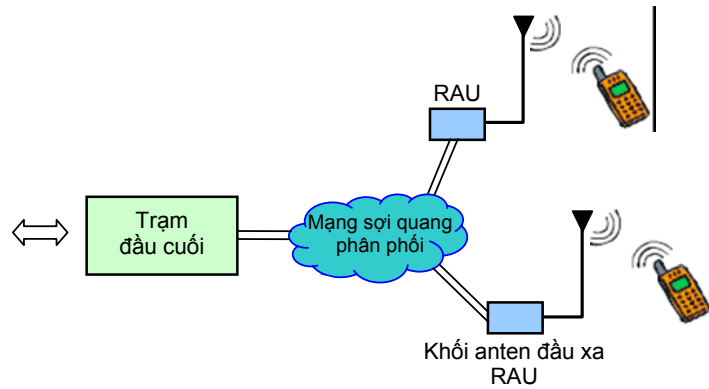 RAU
Trạm
đầu cuối
Mạng sợi quang
phân phối
Khối anten đầu xa
RAU